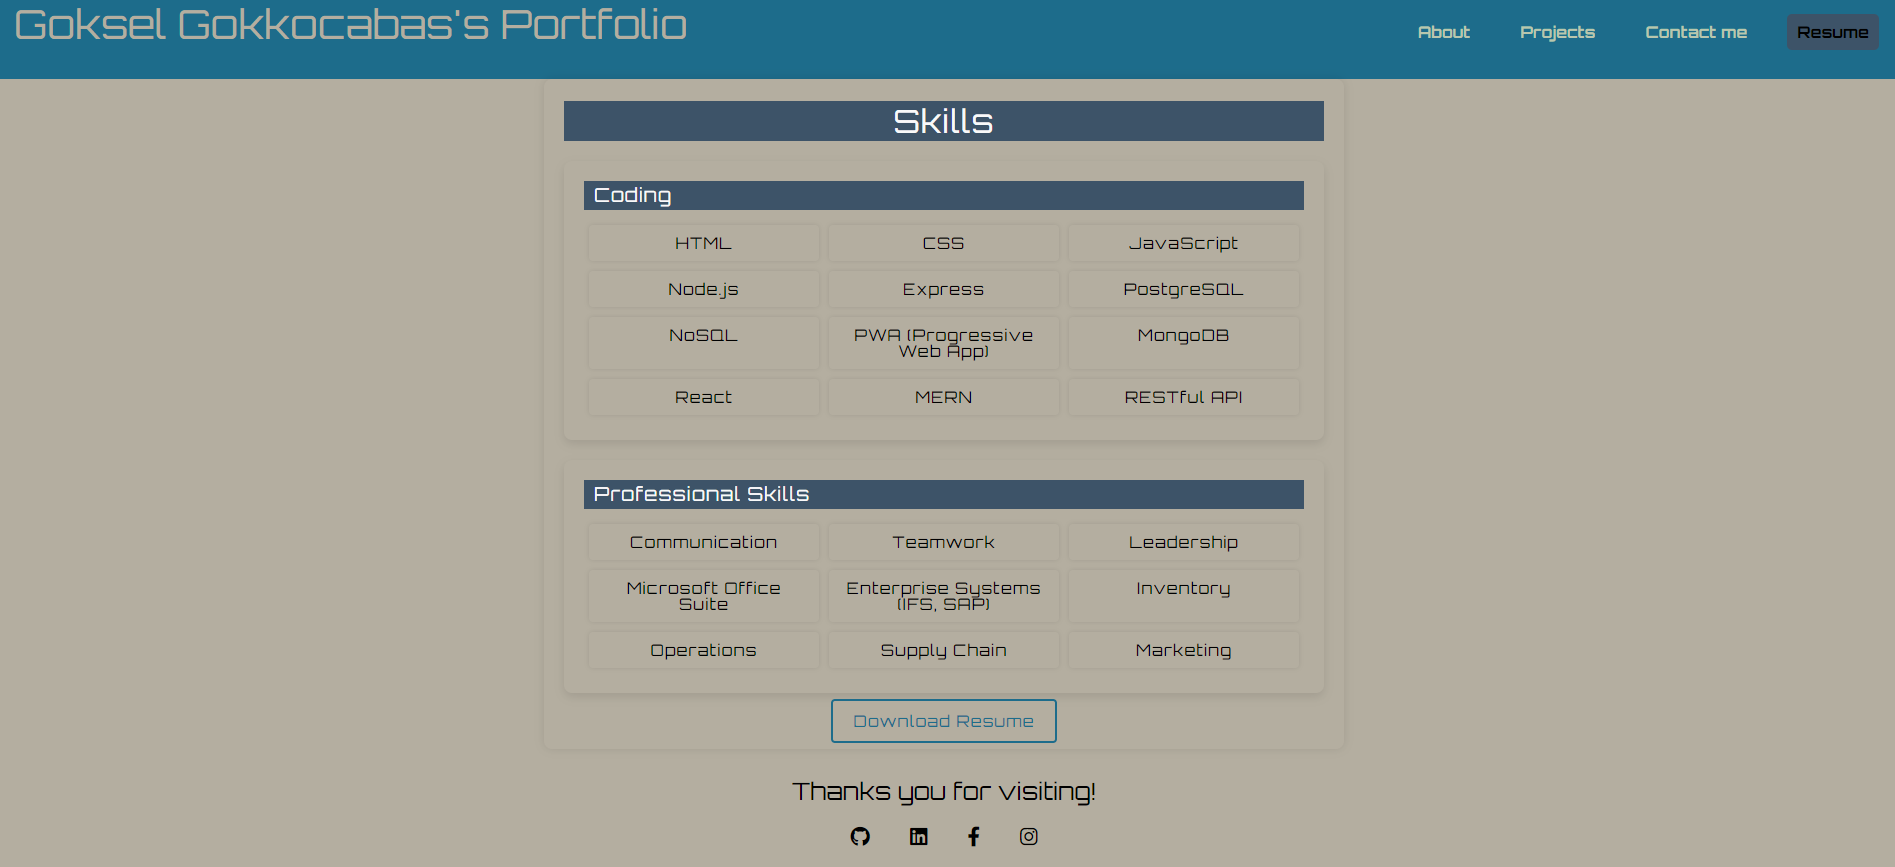 Goksel Gokkocabas's Portfolio
About Projects Contact me Resume
Skills
Coding
HTML CSS JavaScript
Node.js Express PostgreSQL
NoSQL PWA (Progressive Web App) MongoDB
React MERN RESTful API
Professional Skills
Communication Teamwork Leadership
Microsoft Office Suite Enterprise Systems (IFS, SAP) Inventory
Operations Supply Chain Marketing
Download Resume
Thanks you for visiting!